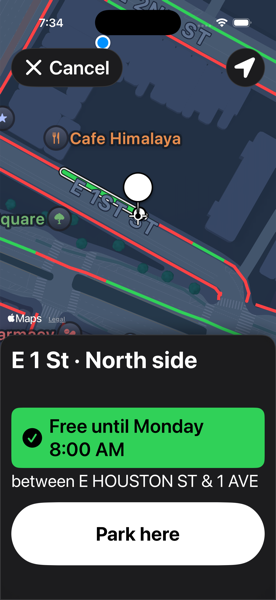 7:34
E 2ND ST
Cancel
Cafe Himalaya
E 1ST ST
quare
Maps Legal
armacy
E 1 St · North side
Free until Monday
8:00 AM
between E HOUSTON ST & 1 AVE
Park here